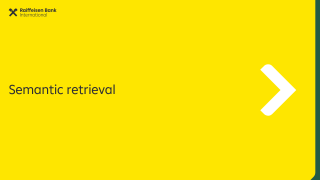 Raiffeisen Bank
International
Semantic retrieval